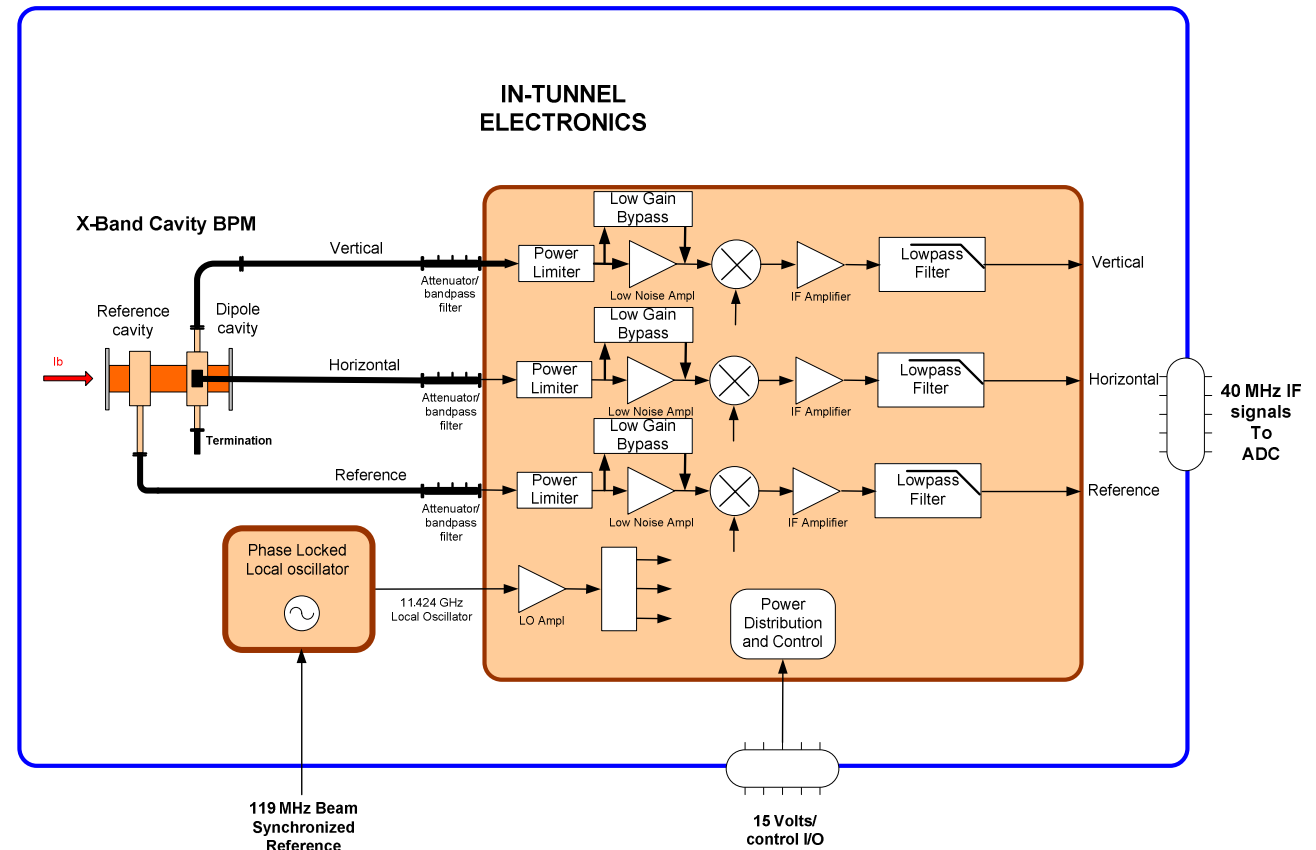 IN-TUNNEL
ELECTRONICS
X-Band Cavity BPM
Reference
cavity
Dipole
cavity
Ib
Termination
Vertical
Attenuator/
bandpass
filter
Power
Limiter
Low Gain
Bypass
Low Noise Ampl
IF Amplifier
Lowpass
Filter
Vertical
Horizontal
Attenuator/
bandpass
filter
Power
Limiter
Low Gain
Bypass
Low Noise Ampl
IF Amplifier
Lowpass
Filter
Horizontal
Reference
Attenuator/
bandpass
filter
Power
Limiter
Low Gain
Bypass
Low Noise Ampl
IF Amplifier
Lowpass
Filter
Reference
40 MHz IF
signals
To
ADC
Phase Locked
Local oscillator
11.424 GHz
Local Oscillator
LO Ampl
Power
Distribution
and Control
119 MHz Beam
Synchronized
Reference
15 Volts/
control I/O